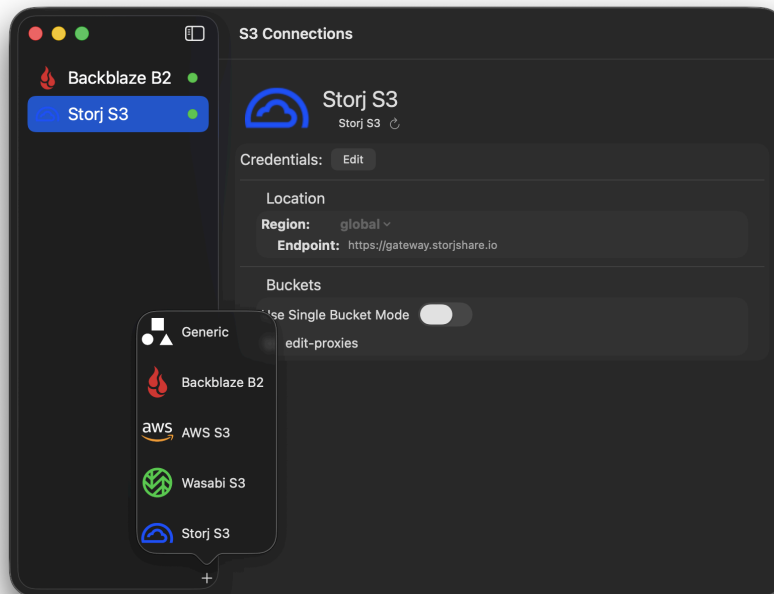 S3 Connections
Backblaze B2
Storj S3
Storj S3
Storj S3
Credentials: Edit
Location
Region: global
Endpoint: https://gateway.storjshare.io
Buckets
Use Single Bucket Mode
edit-proxies
Generic
Backblaze B2
aws AWS S3
Wasabi S3
Storj S3